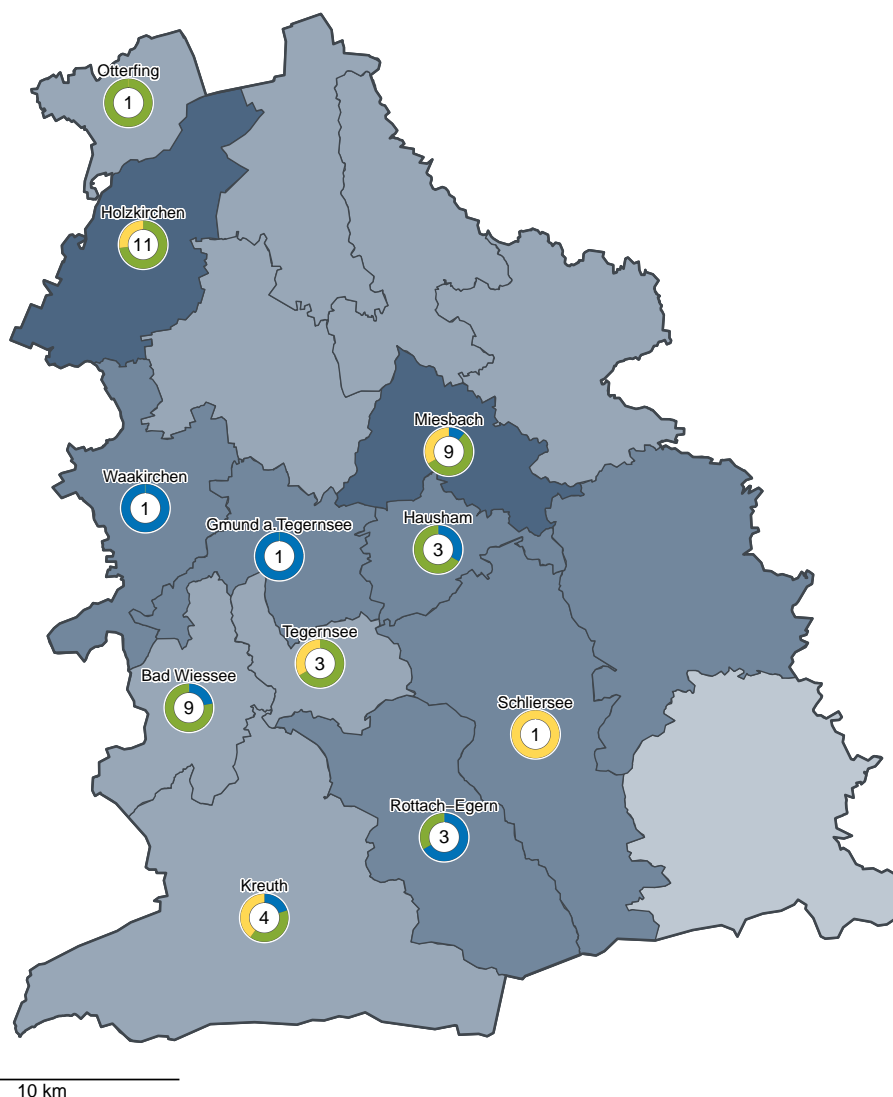 Otterfing
1
Holzkirchen
11
Miesbach
9
Waakirchen
1
Gmund a.Tegernsee
1
Hausham
3
Tegernsee
3
Bad Wiessee
9
Schliersee
1
Rottach−Egern
3
Kreuth
4
10 km